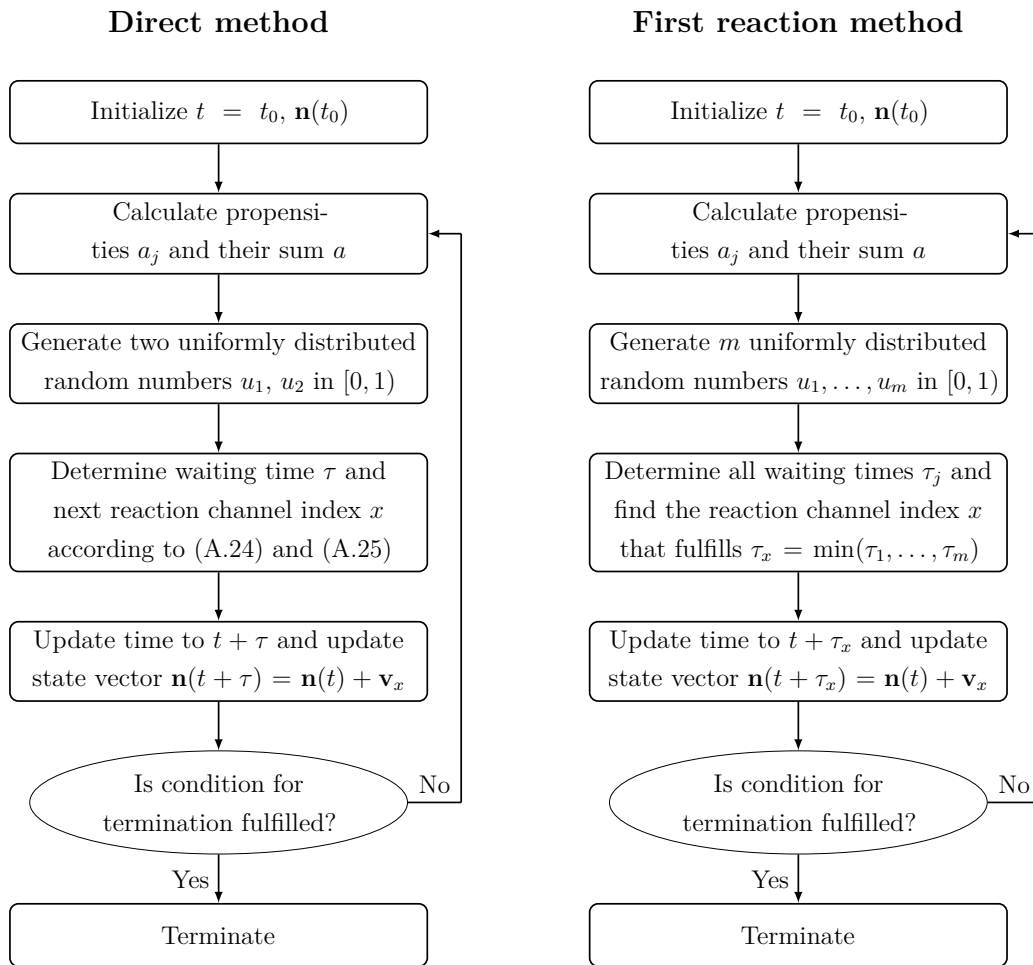 Direct method
Initialize t = t₀, n(t₀)
Calculate propensi-
ties aⱼ and their sum a
Generate two uniformly distributed
random numbers u₁, u₂ in [0, 1)
Determine waiting time τ and
next reaction channel index x
according to (A.24) and (A.25)
Update time to t + τ and update
state vector n(t + τ) = n(t) + vₓ
Is condition for
termination fulfilled?
No
Yes
Terminate
First reaction method
Initialize t = t₀, n(t₀)
Calculate propensi-
ties aⱼ and their sum a
Generate m uniformly distributed
random numbers u₁, . . . , uₘ in [0, 1)
Determine all waiting times τⱼ and
find the reaction channel index x
that fulfills τₓ = min(τ₁, . . . , τₘ)
Update time to t + τₓ and update
state vector n(t + τₓ) = n(t) + vₓ
Is condition for
termination fulfilled?
No
Yes
Terminate